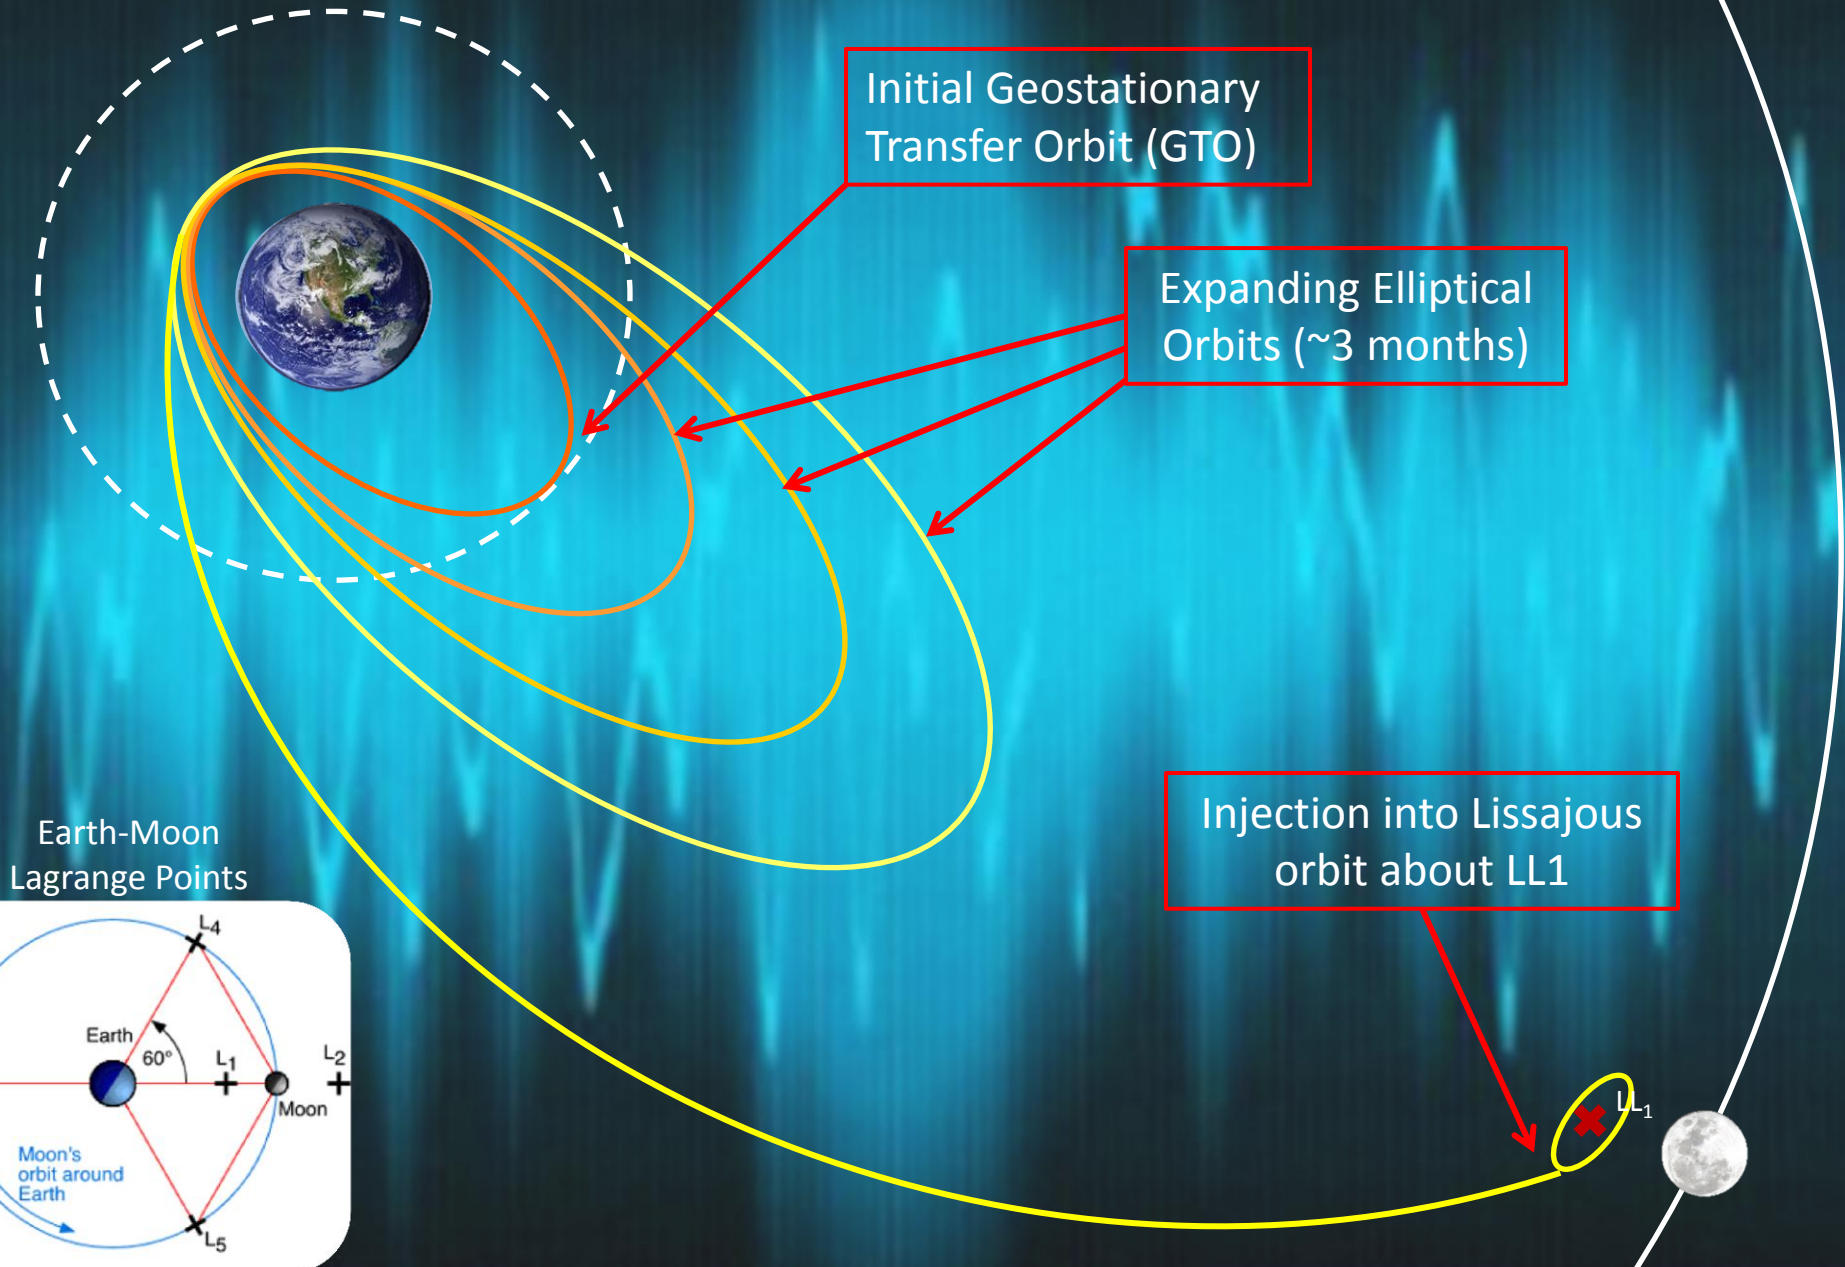 Initial Geostationary
Transfer Orbit (GTO)
Expanding Elliptical
Orbits (~3 months)
Injection into Lissajous
orbit about LL1
LL1
Earth-Moon
Lagrange Points
L4
Earth
60°
L1
L2
Moon
Moon's
orbit around
Earth
L5